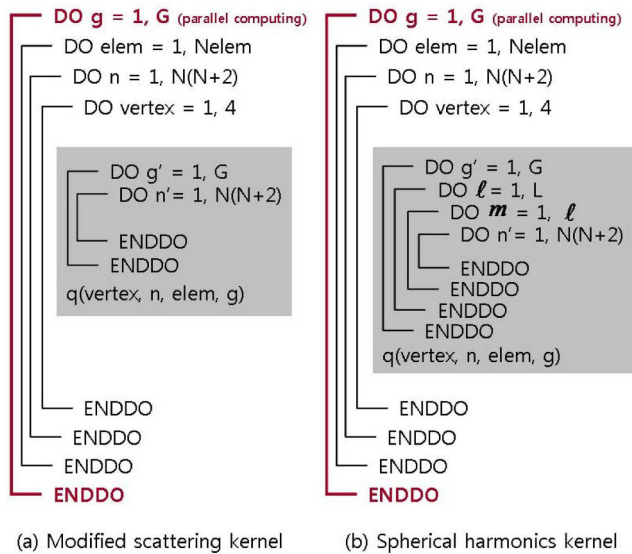 DO g = 1, G (parallel computing)
DO elem = 1, Nelem
DO n = 1, N(N+2)
DO vertex = 1, 4
DO g' = 1, G
DO n' = 1, N(N+2)
ENDDO
ENDDO
q(vertex, n, elem, g)
ENDDO
ENDDO
ENDDO
ENDDO
(a) Modified scattering kernel
DO g = 1, G (parallel computing)
DO elem = 1, Nelem
DO n = 1, N(N+2)
DO vertex = 1, 4
DO g' = 1, G
DO ℓ = 1, L
DO m = 1, ℓ
DO n' = 1, N(N+2)
ENDDO
ENDDO
ENDDO
ENDDO
q(vertex, n, elem, g)
ENDDO
ENDDO
ENDDO
ENDDO
(b) Spherical harmonics kernel